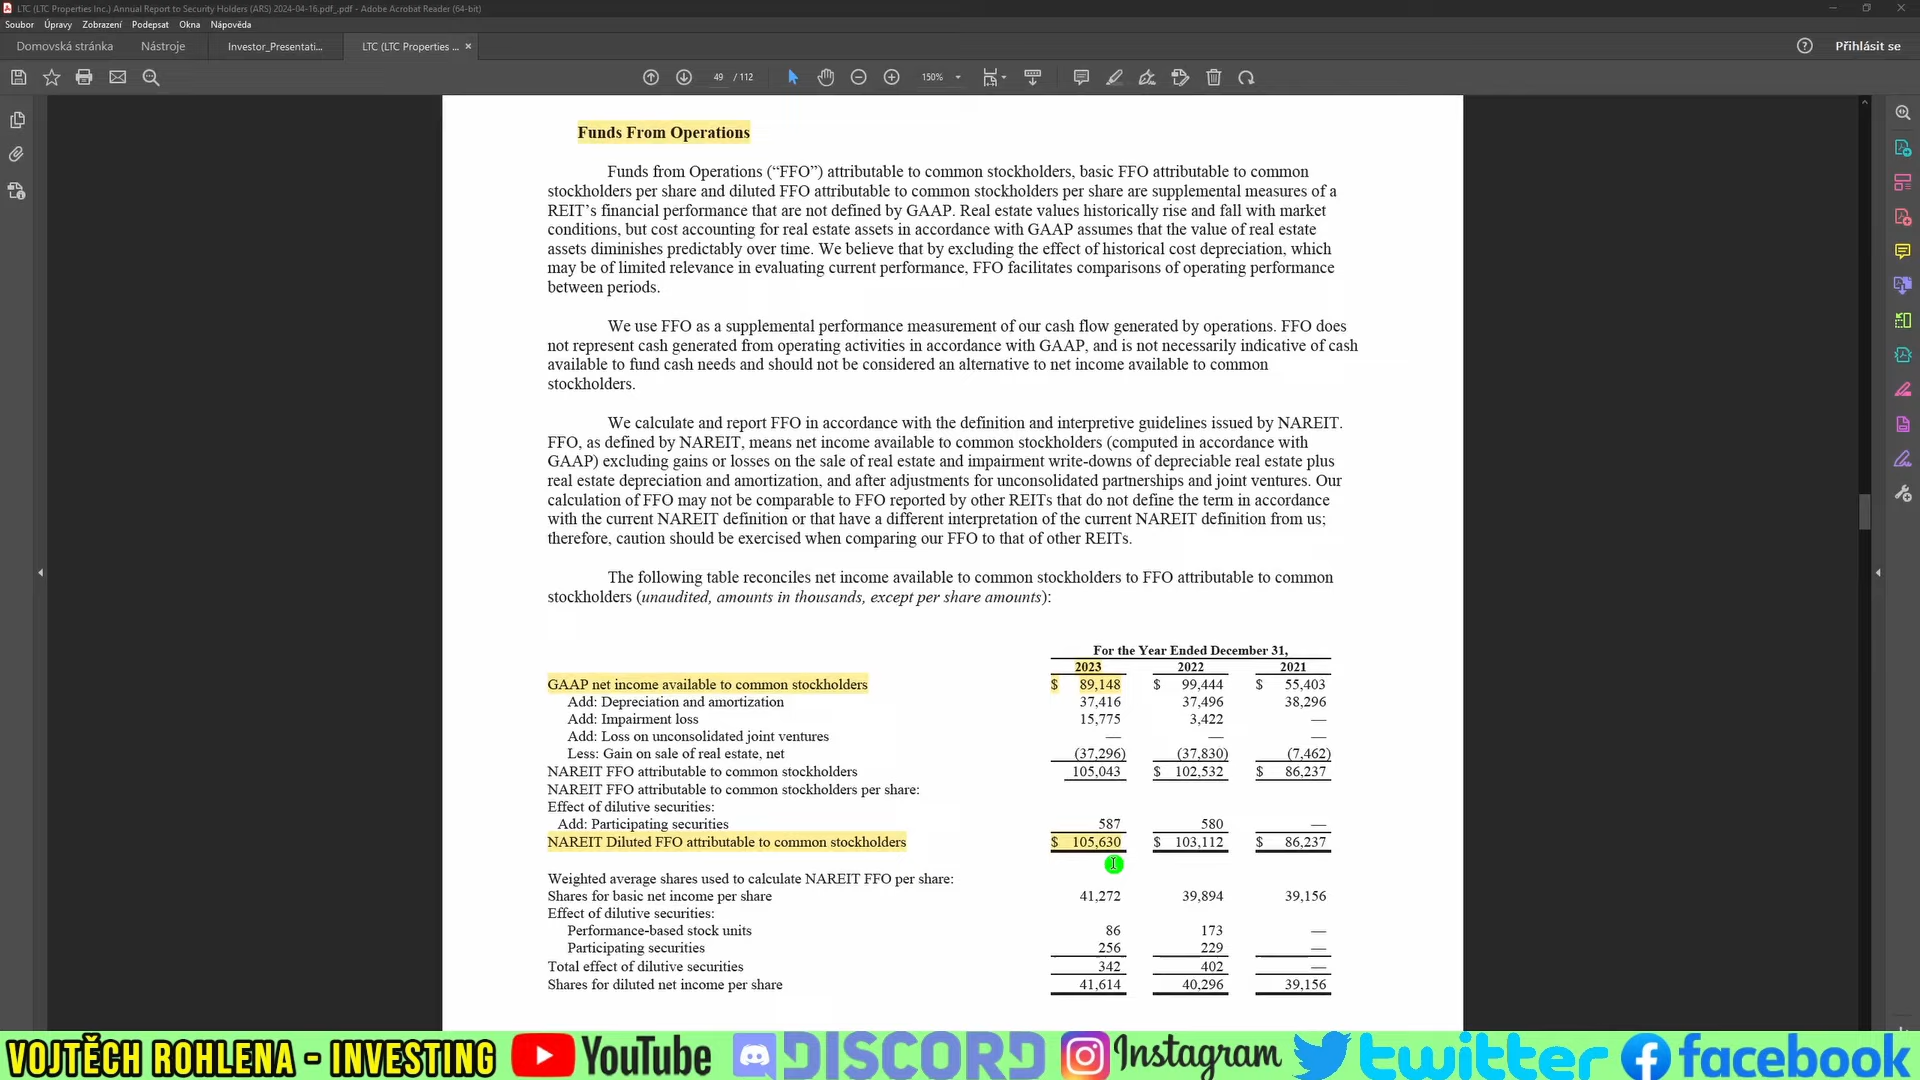 LTC (LTC Properties Inc.) Annual Report to Security Holders (ARS) 2024-04-16.pdf_.pdf - Adobe Acrobat Reader (64-bit)
Soubor Úpravy Zobrazení Podepsat Okna Nápověda
Domovská stránka Nástroje Investor_Presentati... LTC (LTC Properties ... × Přihlásit se
49 / 112 150%
Funds From Operations
Funds from Operations (“FFO”) attributable to common stockholders, basic FFO attributable to common
stockholders per share and diluted FFO attributable to common stockholders per share are supplemental measures of a
REIT’s financial performance that are not defined by GAAP. Real estate values historically rise and fall with market
conditions, but cost accounting for real estate assets in accordance with GAAP assumes that the value of real estate
assets diminishes predictably over time. We believe that by excluding the effect of historical cost depreciation, which
may be of limited relevance in evaluating current performance, FFO facilitates comparisons of operating performance
between periods.
We use FFO as a supplemental performance measurement of our cash flow generated by operations. FFO does
not represent cash generated from operating activities in accordance with GAAP, and is not necessarily indicative of cash
available to fund cash needs and should not be considered an alternative to net income available to common
stockholders.
We calculate and report FFO in accordance with the definition and interpretive guidelines issued by NAREIT.
FFO, as defined by NAREIT, means net income available to common stockholders (computed in accordance with
GAAP) excluding gains or losses on the sale of real estate and impairment write-downs of depreciable real estate plus
real estate depreciation and amortization, and after adjustments for unconsolidated partnerships and joint ventures. Our
calculation of FFO may not be comparable to FFO reported by other REITs that do not define the term in accordance
with the current NAREIT definition or that have a different interpretation of the current NAREIT definition from us;
therefore, caution should be exercised when comparing our FFO to that of other REITs.
The following table reconciles net income available to common stockholders to FFO attributable to common
stockholders (unaudited, amounts in thousands, except per share amounts):
For the Year Ended December 31,
2023 2022 2021
GAAP net income available to common stockholders $ 89,148 $ 99,444 $ 55,403
Add: Depreciation and amortization 37,416 37,496 38,296
Add: Impairment loss 15,775 3,422 —
Add: Loss on unconsolidated joint ventures — — —
Less: Gain on sale of real estate, net (37,296) (37,830) (7,462)
NAREIT FFO attributable to common stockholders 105,043 $ 102,532 $ 86,237
NAREIT FFO attributable to common stockholders per share:
Effect of dilutive securities:
Add: Participating securities 587 580 —
NAREIT Diluted FFO attributable to common stockholders $ 105,630 $ 103,112 $ 86,237
Weighted average shares used to calculate NAREIT FFO per share:
Shares for basic net income per share 41,272 39,894 39,156
Effect of dilutive securities:
Performance-based stock units 86 173 —
Participating securities 256 229 —
Total effect of dilutive securities 342 402 —
Shares for diluted net income per share 41,614 40,296 39,156
VOJTĚCH ROHLENA - INVESTING YouTube DISCORD Instagram twitter facebook